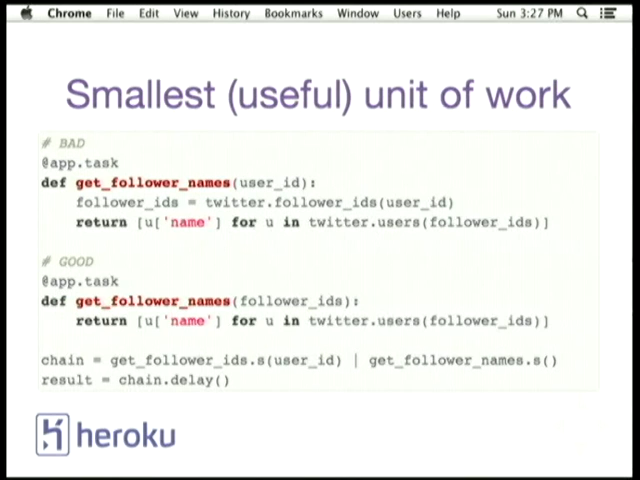 Chrome File Edit View History Bookmarks Window Users Help Sun 3:27 PM
Smallest (useful) unit of work
# BAD
@app.task
def get_follower_names(user_id):
follower_ids = twitter.follower_ids(user_id)
return [u['name'] for u in twitter.users(follower_ids)]
# GOOD
@app.task
def get_follower_names(follower_ids):
return [u['name'] for u in twitter.users(follower_ids)]
chain = get_follower_ids.s(user_id) | get_follower_names.s()
result = chain.delay()
heroku